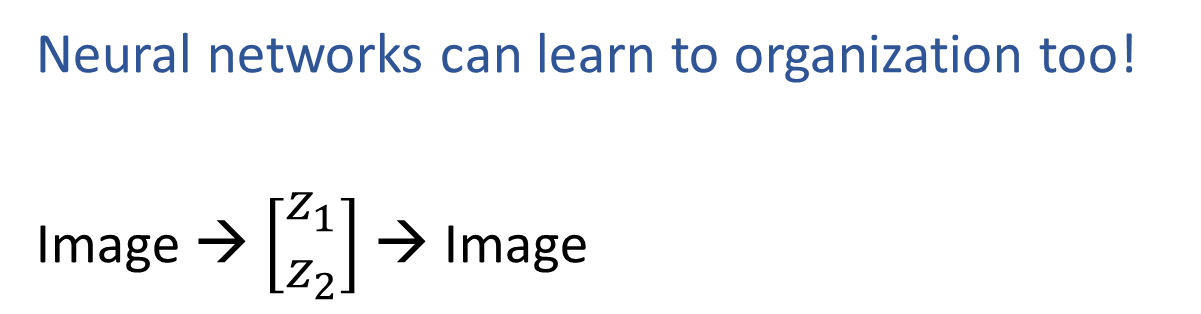 Neural networks can learn to organization too!
Image → [z₁ z₂] → Image